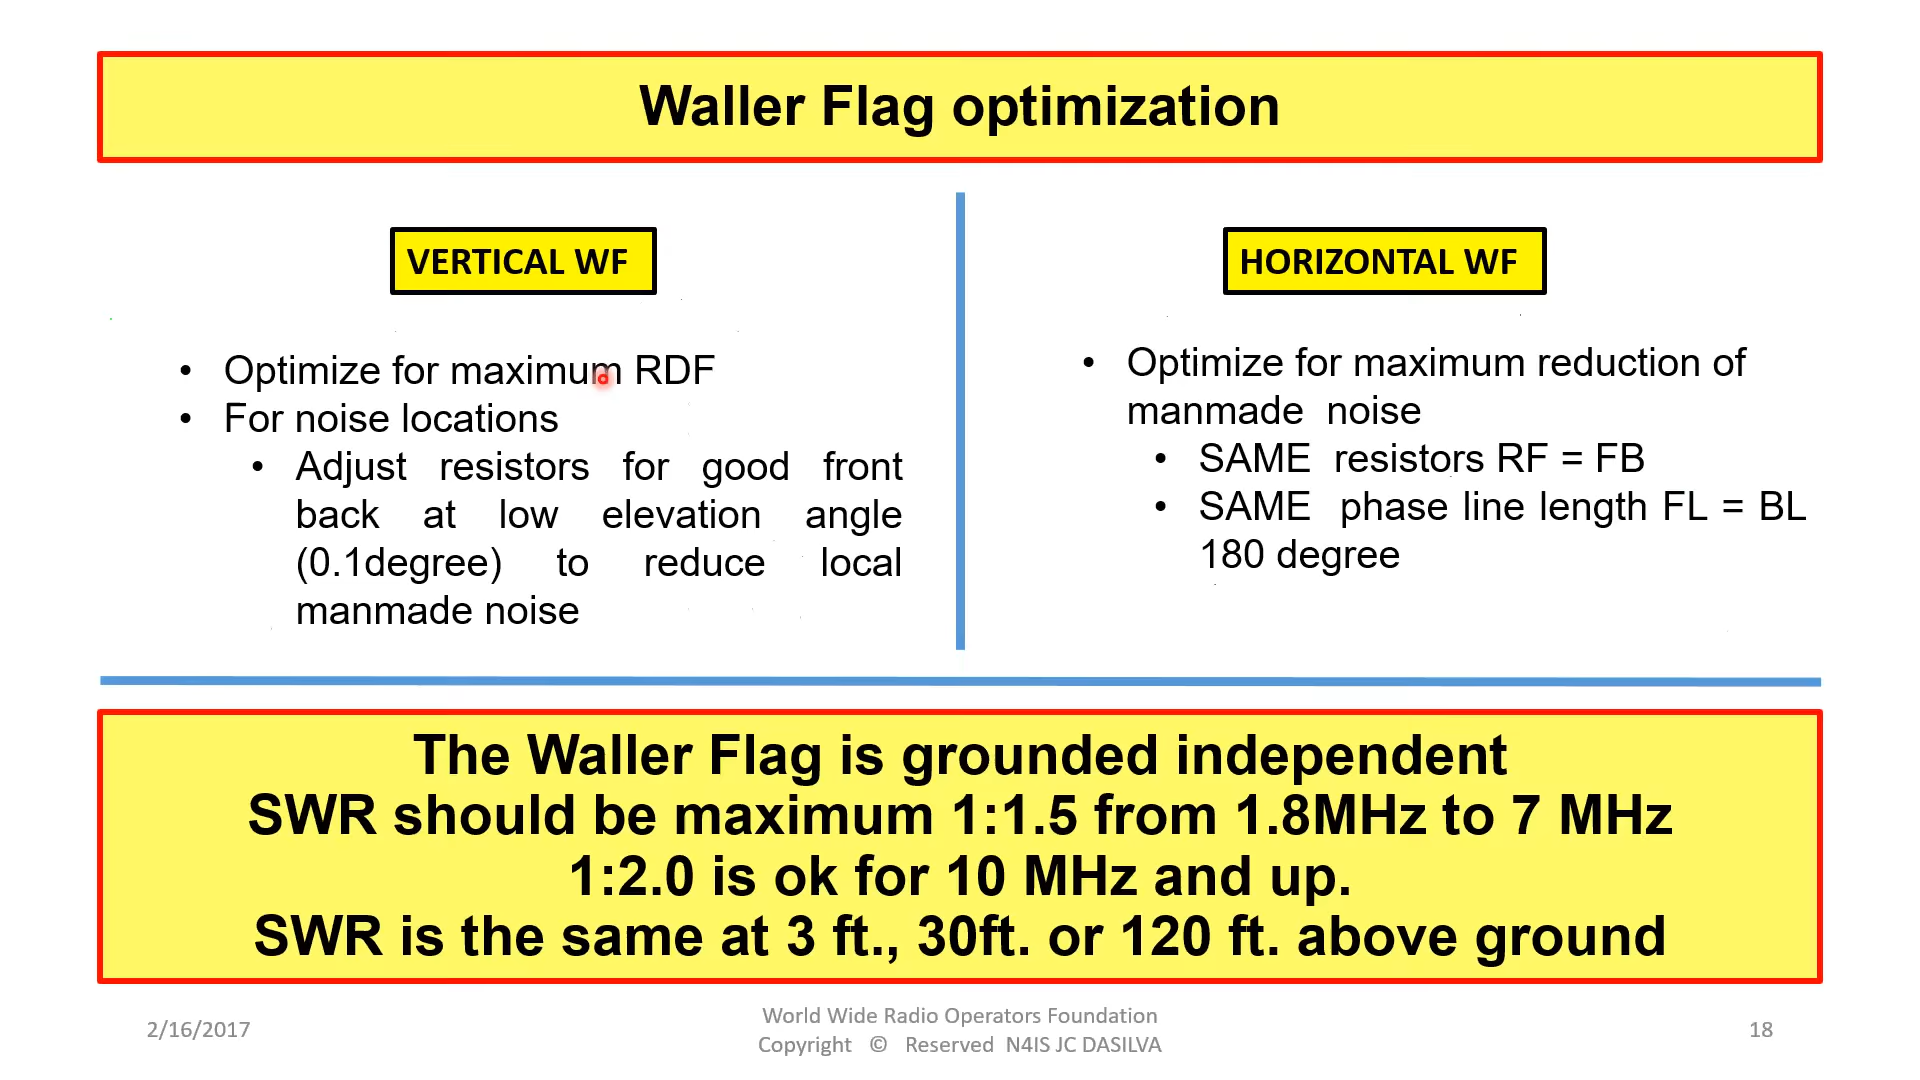 Waller Flag optimization
VERTICAL WF
• Optimize for maximum RDF
• For noise locations
• Adjust resistors for good front
back at low elevation angle
(0.1degree) to reduce local
manmade noise
HORIZONTAL WF
• Optimize for maximum reduction of
manmade noise
• SAME resistors RF = FB
• SAME phase line length FL = BL
180 degree
The Waller Flag is grounded independent
SWR should be maximum 1:1.5 from 1.8MHz to 7 MHz
1:2.0 is ok for 10 MHz and up.
SWR is the same at 3 ft., 30ft. or 120 ft. above ground
2/16/2017
World Wide Radio Operators Foundation
Copyright © Reserved N4IS JC DASILVA
18